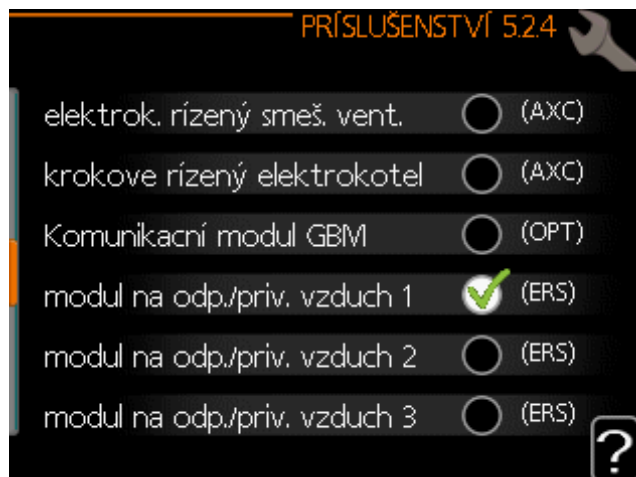 PRÍSLUŠENSTVÍ 5.2.4
elektrok. rízený smeš. vent. (AXC)
krokove rízený elektrokotel (AXC)
Komunikacní modul GBM (OPT)
modul na odp./priv. vzduch 1 (ERS)
modul na odp./priv. vzduch 2 (ERS)
modul na odp./priv. vzduch 3 (ERS)
?